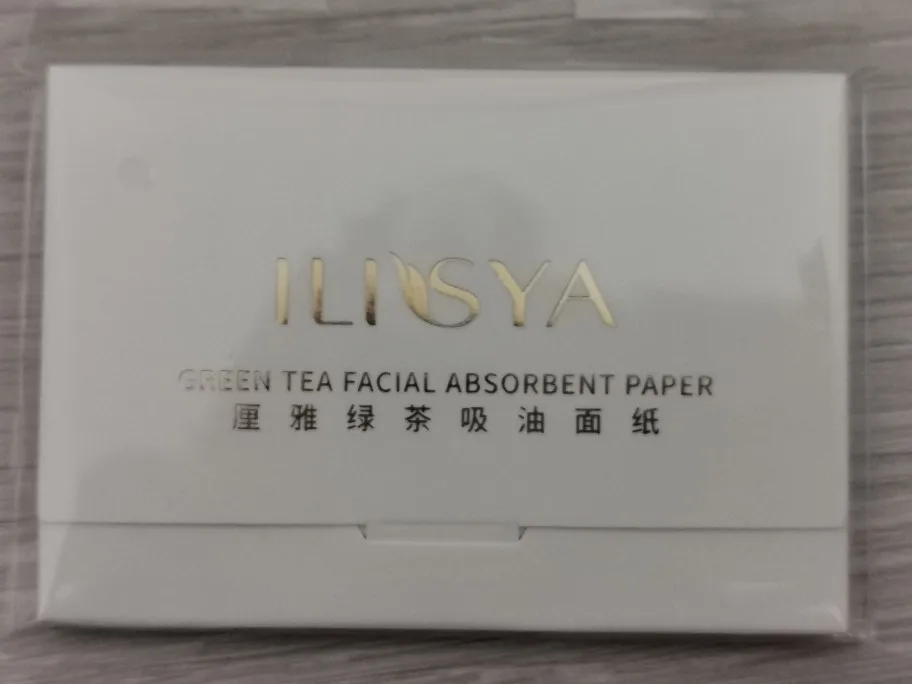 ILISYA
GREEN TEA FACIAL ABSORBENT PAPER
厘雅绿茶吸油面纸